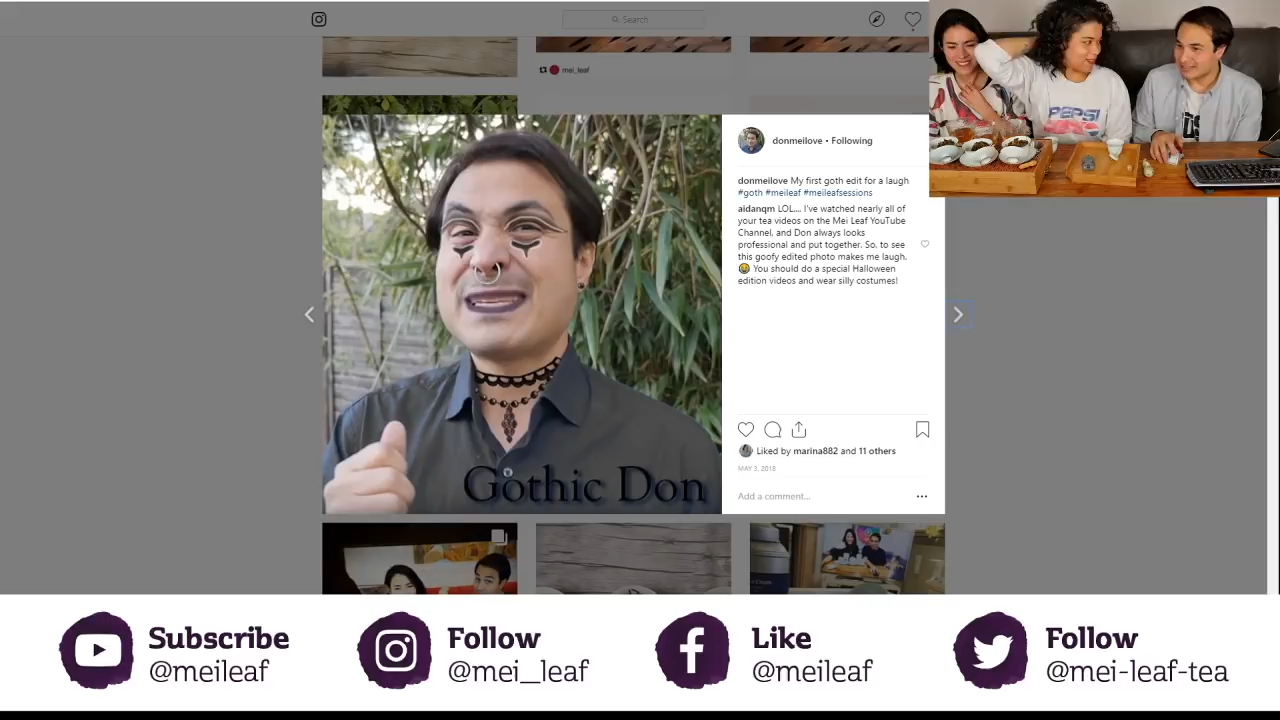 Search
mei_leaf
donmeilove • Following
donmeilove My first goth edit for a laugh
#goth #meileaf #meileafsessions
aidanqm LOL.... I've watched nearly all of
your tea videos on the Mei Leaf YouTube
Channel, and Don always looks
professional and put together. So, to see
this goofy edited photo makes me laugh.
😂 You should do a special Halloween
edition videos and wear silly costumes!
Liked by marina882 and 11 others
MAY 3, 2018
Add a comment...
Gothic Don
PEPSI
Subscribe
@meileaf
Follow
@mei_leaf
Like
@meileaf
Follow
@mei-leaf-tea